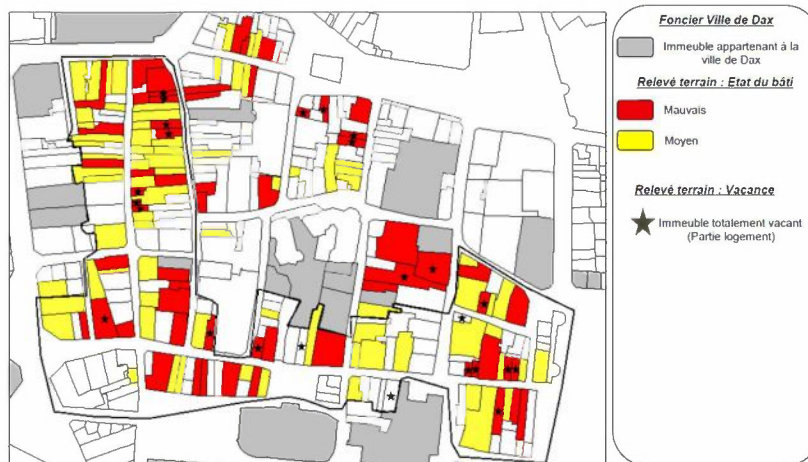 Foncier Ville de Dax
Immeuble appartenant à la
ville de Dax
Relevé terrain : Etat du bâti
Mauvais
Moyen
Relevé terrain : Vacance
Immeuble totalement vacant
(Partie logement)